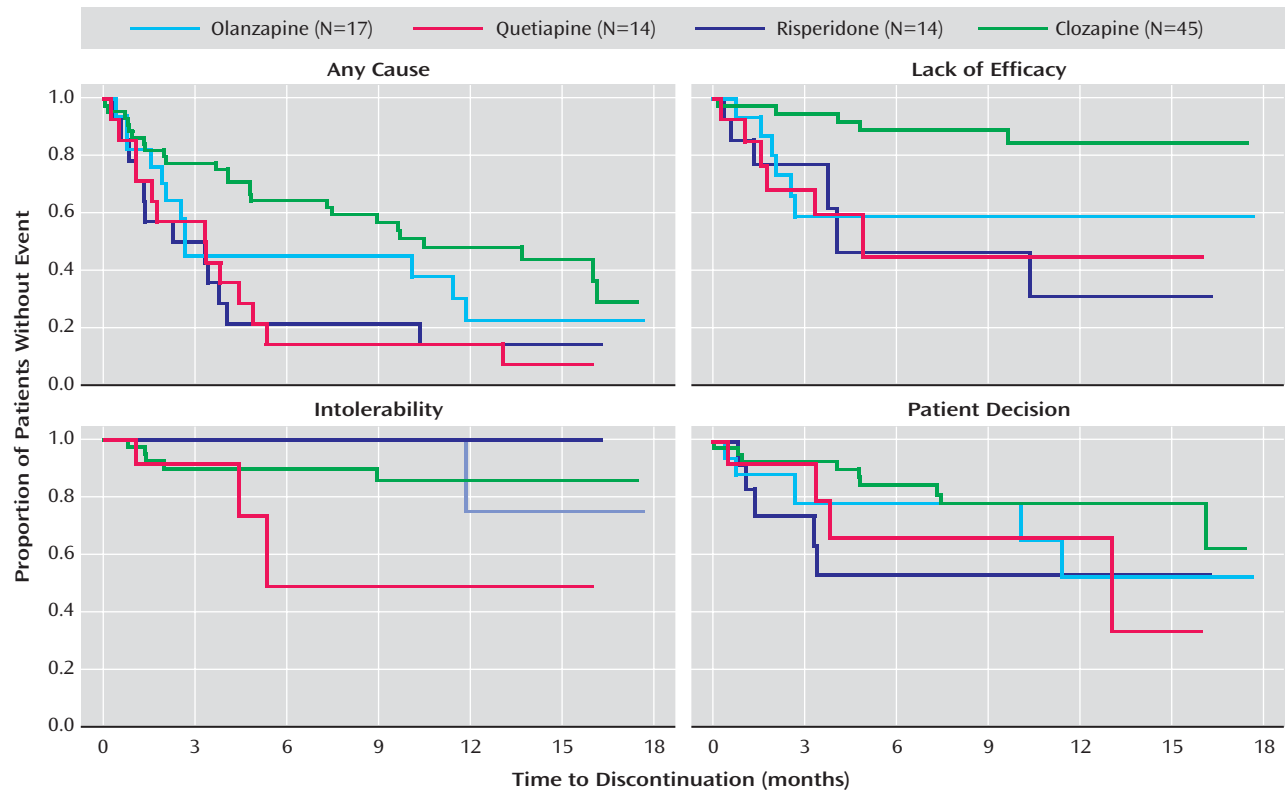 Olanzapine (N=17) Quetiapine (N=14) Risperidone (N=14) Clozapine (N=45)
Any Cause
Lack of Efficacy
1.0
0.8
0.6
0.4
0.2
0.0
Intolerability
Patient Decision
1.0
0.8
0.6
0.4
0.2
0.0
0 3 6 9 12 15 18
0 3 6 9 12 15 18
Proportion of Patients Without Event
Time to Discontinuation (months)